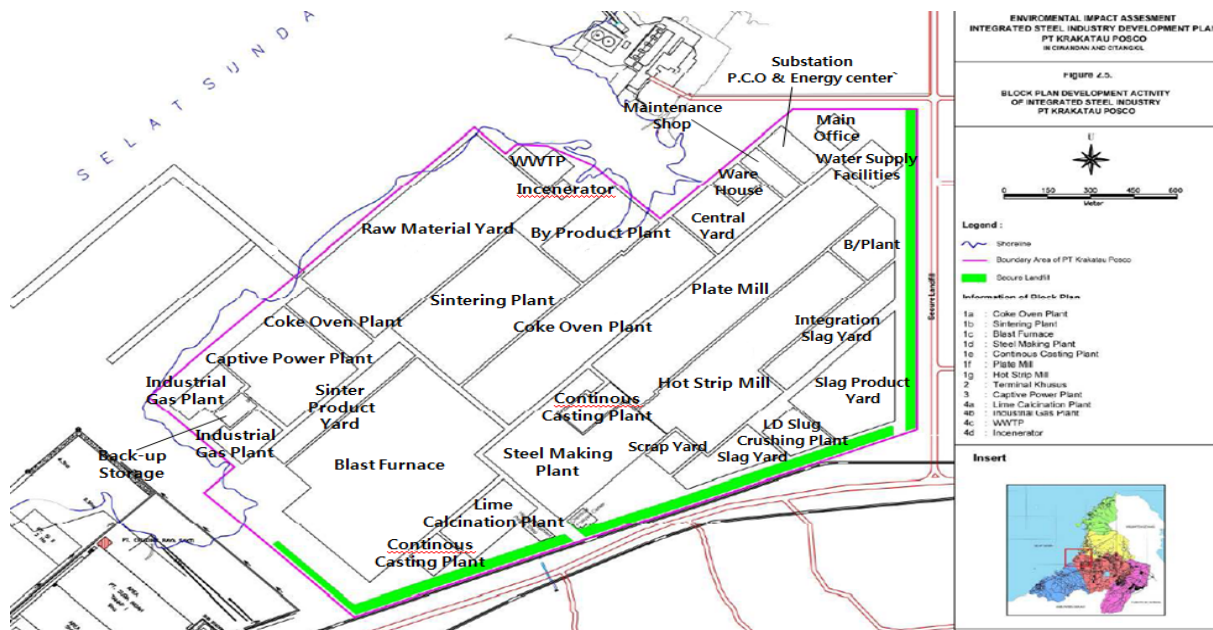 SELAT SUNDA
Substation
P.C.O & Energy center`
Maintenance
Shop
Main
Office
WWTP
Ware
House
Water Supply
Facilities
Incenerator
Raw Material Yard
By Product Plant
Central
Yard
B/Plant
Sintering Plant
Plate Mill
Coke Oven Plant
Coke Oven Plant
Integration
Slag Yard
Captive Power Plant
Industrial
Gas Plant
Sinter
Product
Yard
Hot Strip Mill
Slag Product
Yard
Continous
Casting Plant
LD Slug
Crushing Plant
Slag Yard
Scrap Yard
Industrial
Gas Plant
Back-up
Storage
Blast Furnace
Steel Making
Plant
Lime
Calcination Plant
Continous
Casting Plant
Secure Landfill
ENVIROMENTAL IMPACT ASSESMENT
INTEGRATED STEEL INDUSTRY DEVELOPMENT PLAN
PT KRAKATAU POSCO
Figure 2.5.
BLOCK PLAN DEVELOPMENT ACTIVITY
OF INTEGRATED STEEL INDUSTRY
PT KRAKATAU POSCO
U
0 150 300 450 600
Meter
Legend :
Shoreline
Boundary Area of PT Krakatau Posco
Secure Landfill
Information of Block Plan
1a : Coke Oven Plant
1b : Sintering Plant
1c : Blast Furnace
1d : Steel Making Plant
1e : Continous Casting Plant
1f : Plate Mill
1g : Hot Strip Mill
2 : Terminal Khusus
3 : Captive Power Plant
4a : Lime Calcination Plant
4b : Industrial Gas Plant
4c : WWTP
4d : Incenerator
Insert